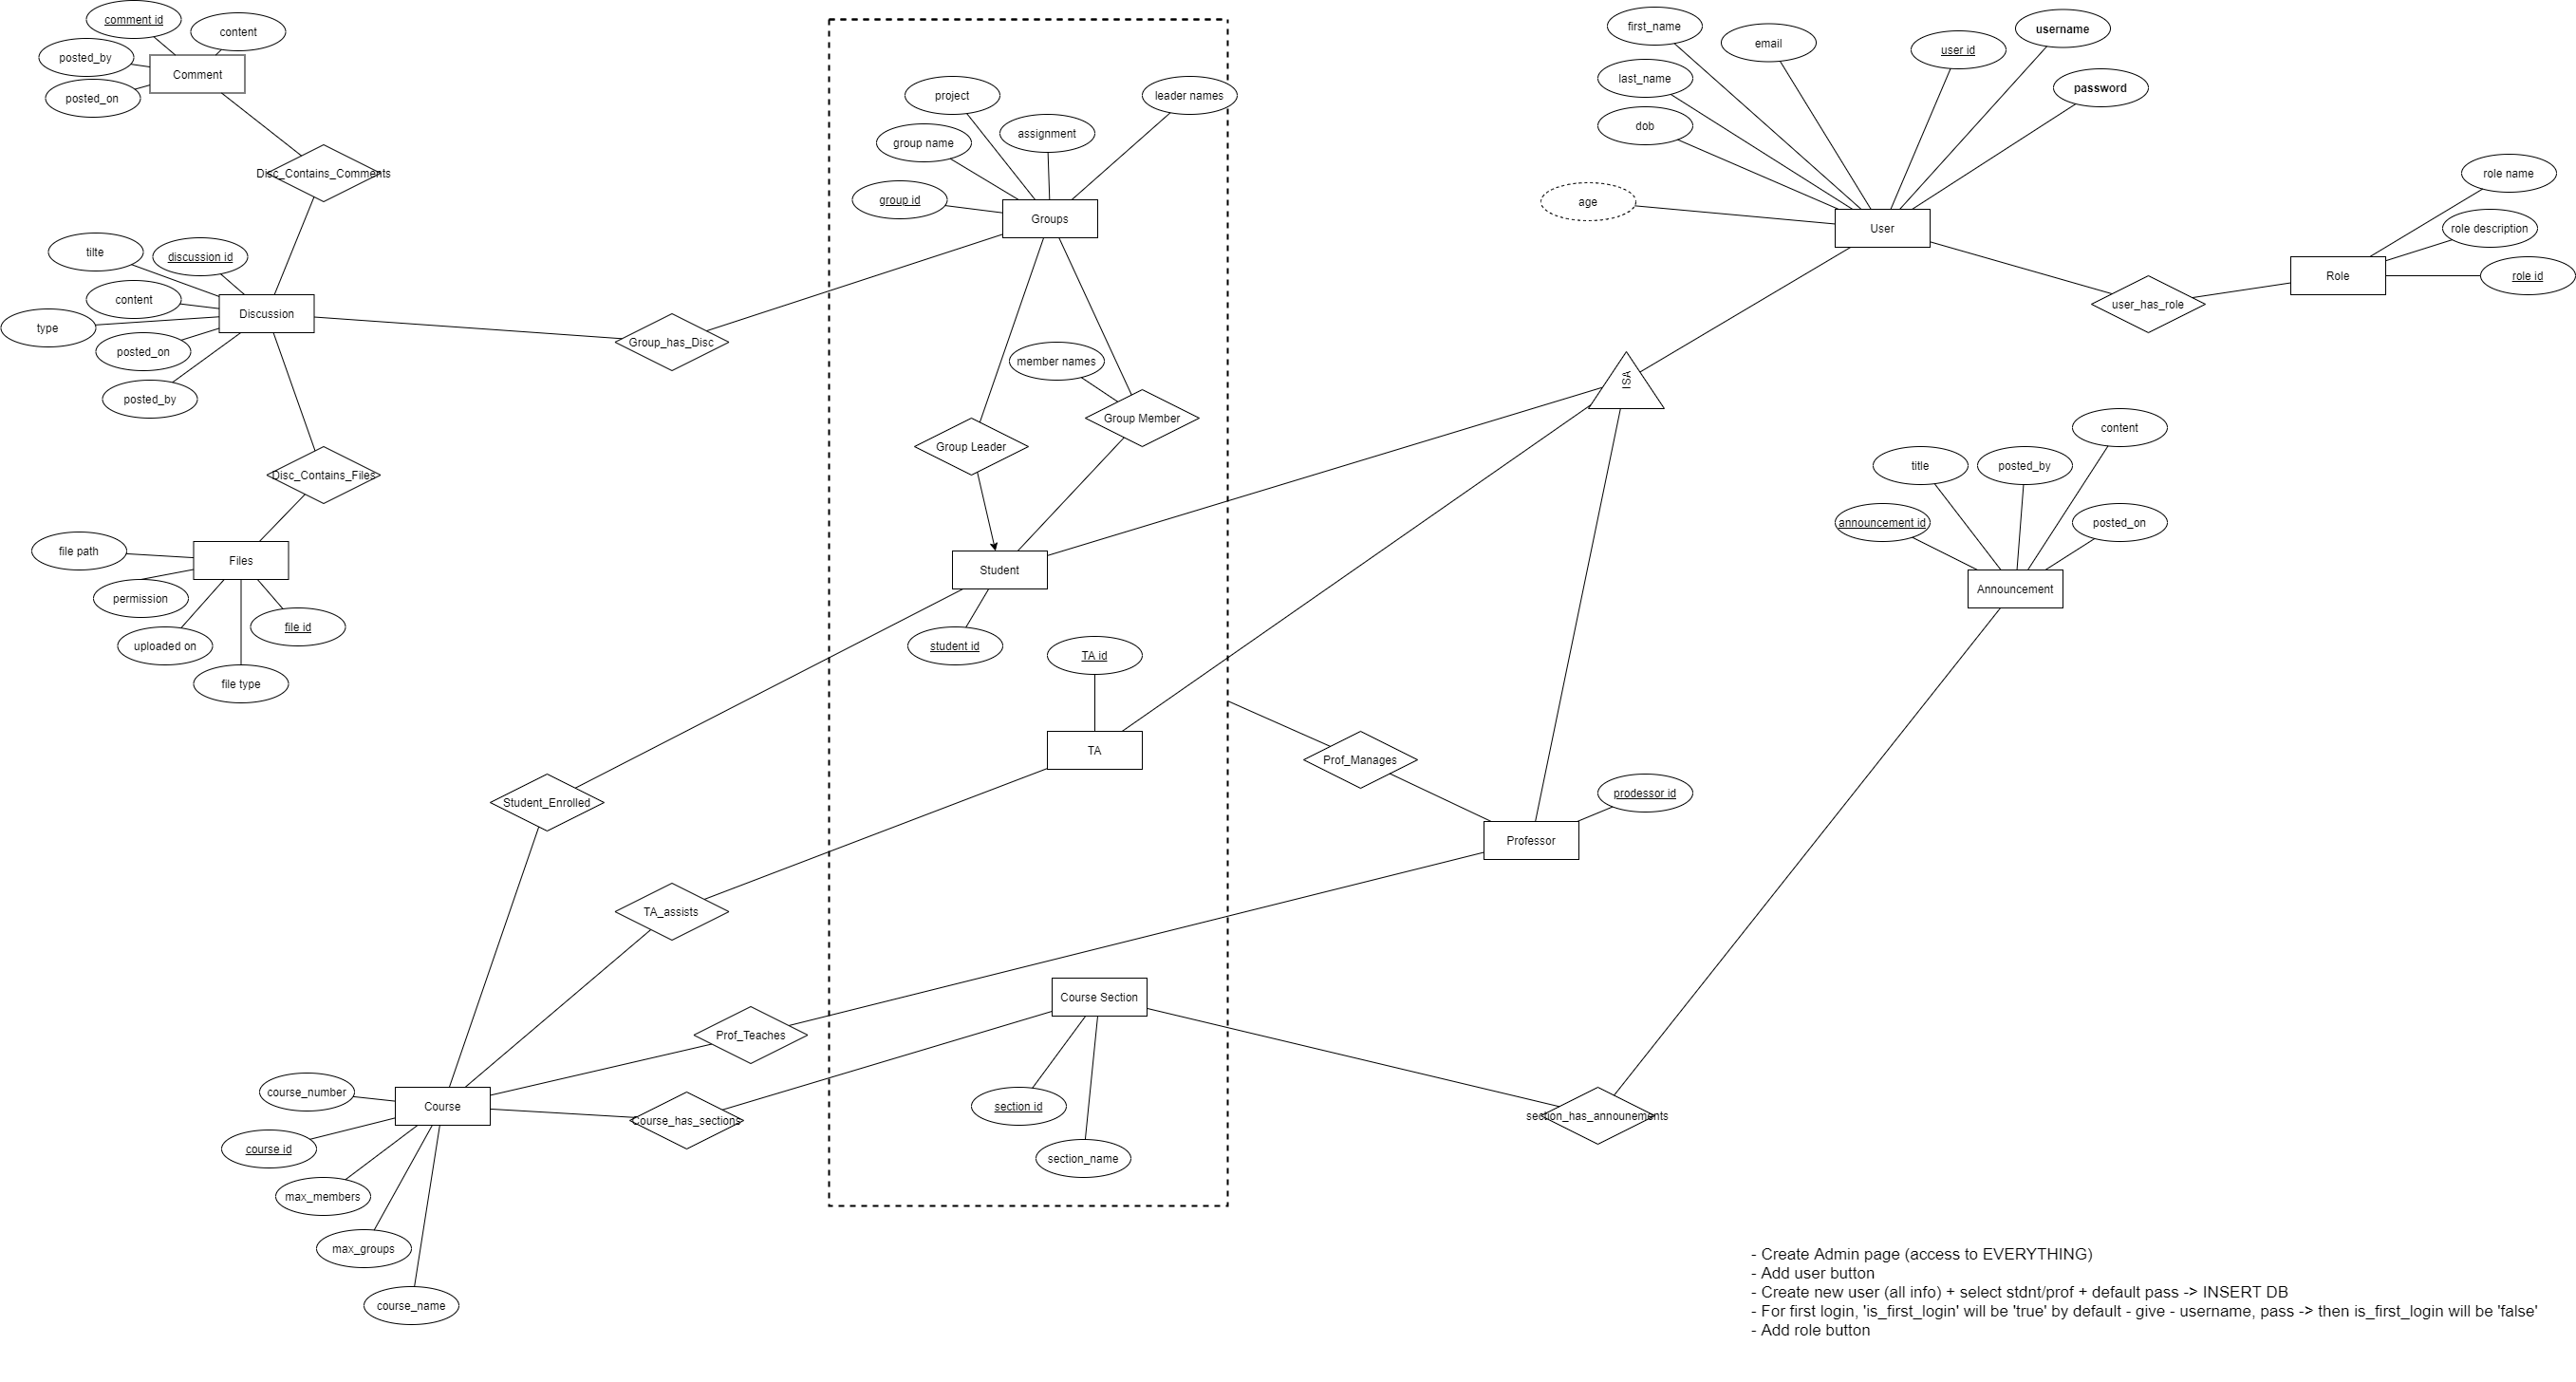 comment id
content
posted_by
Comment
posted_on
Disc_Contains_Comments
tilte
discussion id
content
Discussion
type
posted_on
posted_by
Disc_Contains_Files
file path
Files
permission
file id
uploaded on
file type
Group_has_Disc
project
leader names
group name
assignment
group id
Groups
member names
Group Member
Group Leader
Student
student id
TA id
TA
first_name
email
user id
username
last_name
password
dob
age
User
role name
role description
Role
role id
user_has_role
ISA
content
title
posted_by
announcement id
posted_on
Announcement
Prof_Manages
prodessor id
Professor
Student_Enrolled
TA_assists
Prof_Teaches
Course Section
section id
section_name
Course_has_sections
section_has_announements
course_number
Course
course id
max_members
max_groups
course_name
- Create Admin page (access to EVERYTHING)
- Add user button
- Create new user (all info) + select stdnt/prof + default pass -> INSERT DB
- For first login, 'is_first_login' will be 'true' by default - give - username, pass -> then is_first_login will be 'false'
- Add role button